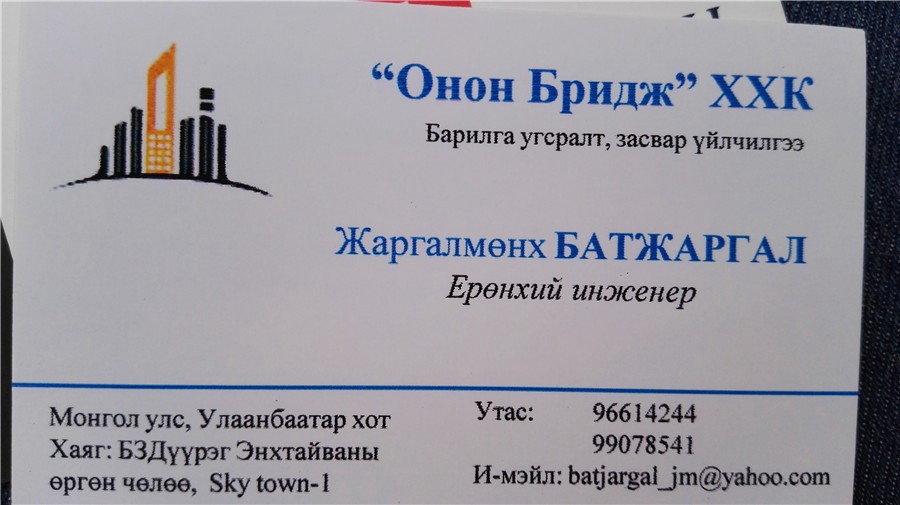 “Онон Бридж” ХХК
Барилга угсралт, засвар үйлчилгээ
Жаргалмөнх БАТЖАРГАЛ
Ерөнхий инженер
Монгол улс, Улаанбаатар хот
Хаяг: БЗДүүрэг Энхтайваны
өргөн чөлөө, Sky town-1
Утас: 96614244
99078541
И-мэйл: batjargal_jm@yahoo.com